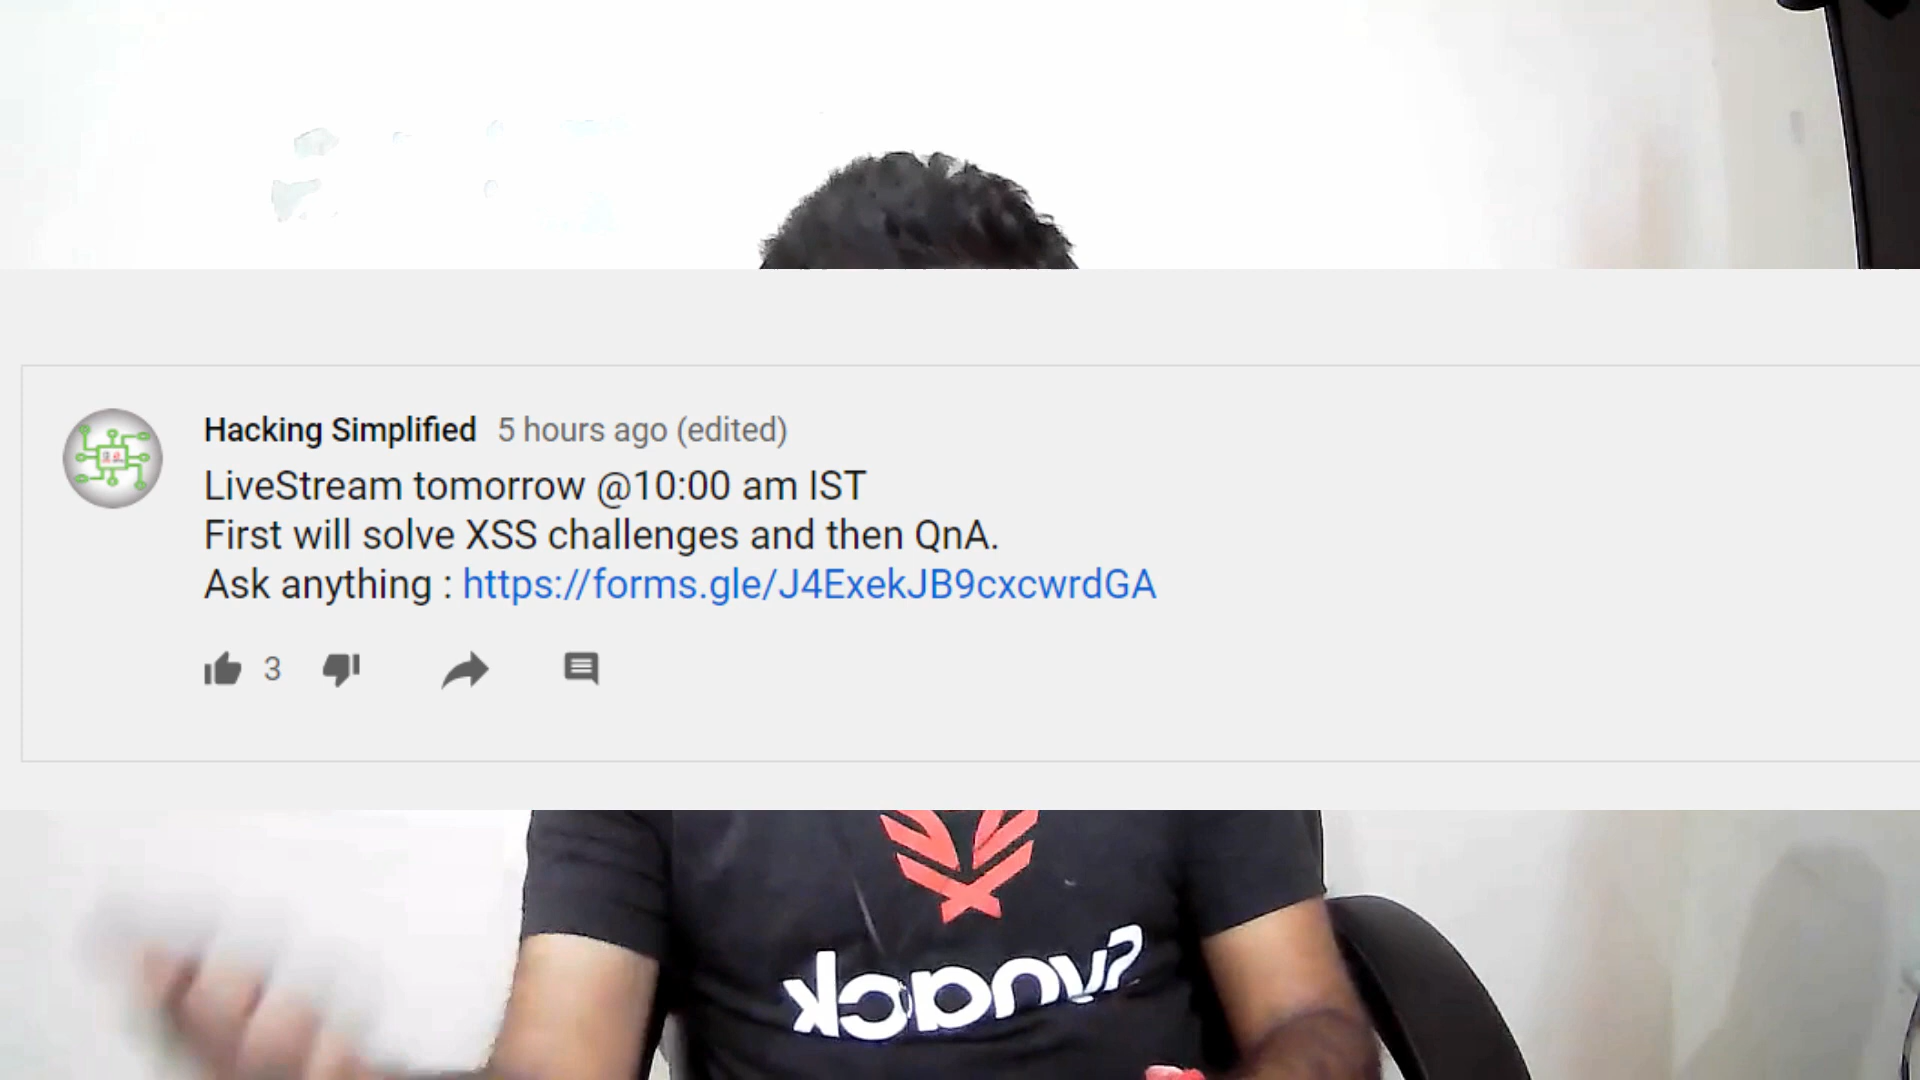 Hacking Simplified 5 hours ago (edited)
LiveStream tomorrow @10:00 am IST
First will solve XSS challenges and then QnA.
Ask anything : https://forms.gle/J4ExekJB9cxcwrdGA
3
Synack